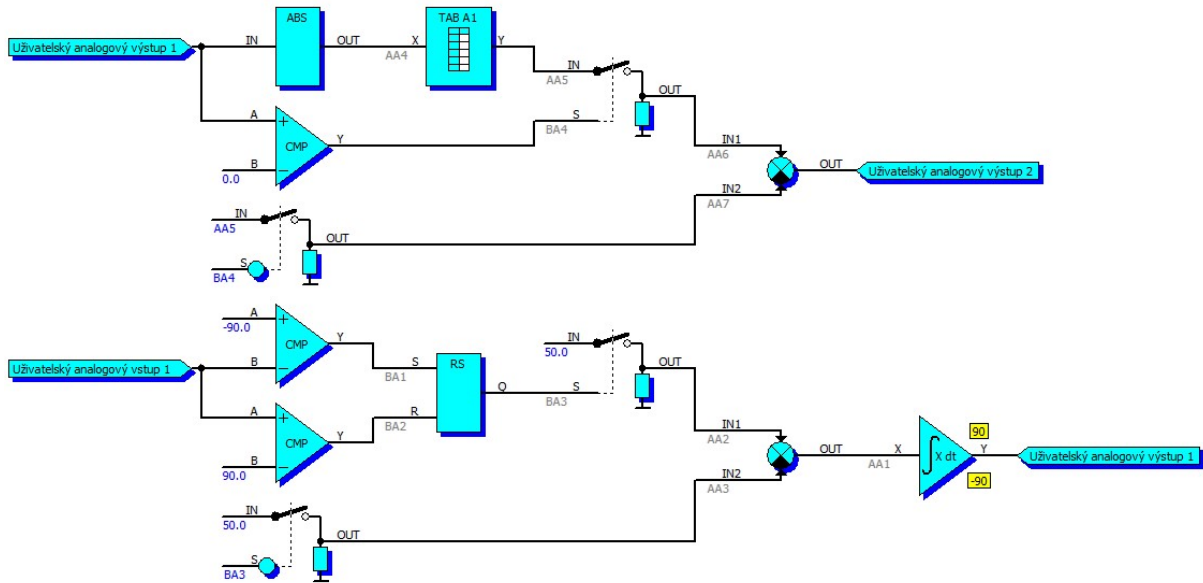 ABS
TAB A1
Uživatelský analogový výstup 1
IN
OUT
AA4
X
Y
IN
AA5
OUT
A
CMP
Y
S
BA4
B
0.0
IN1
AA6
OUT
Uživatelský analogový výstup 2
IN2
AA7
IN
AA5
OUT
S
BA4
A
-90.0
CMP
Y
Uživatelský analogový vstup 1
B
S
BA1
RS
Q
S
BA3
IN
50.0
OUT
A
CMP
Y
R
BA2
B
90.0
IN1
AA2
OUT
X
AA1
X dt
90
Y
-90
Uživatelský analogový výstup 1
IN2
AA3
IN
50.0
OUT
S
BA3